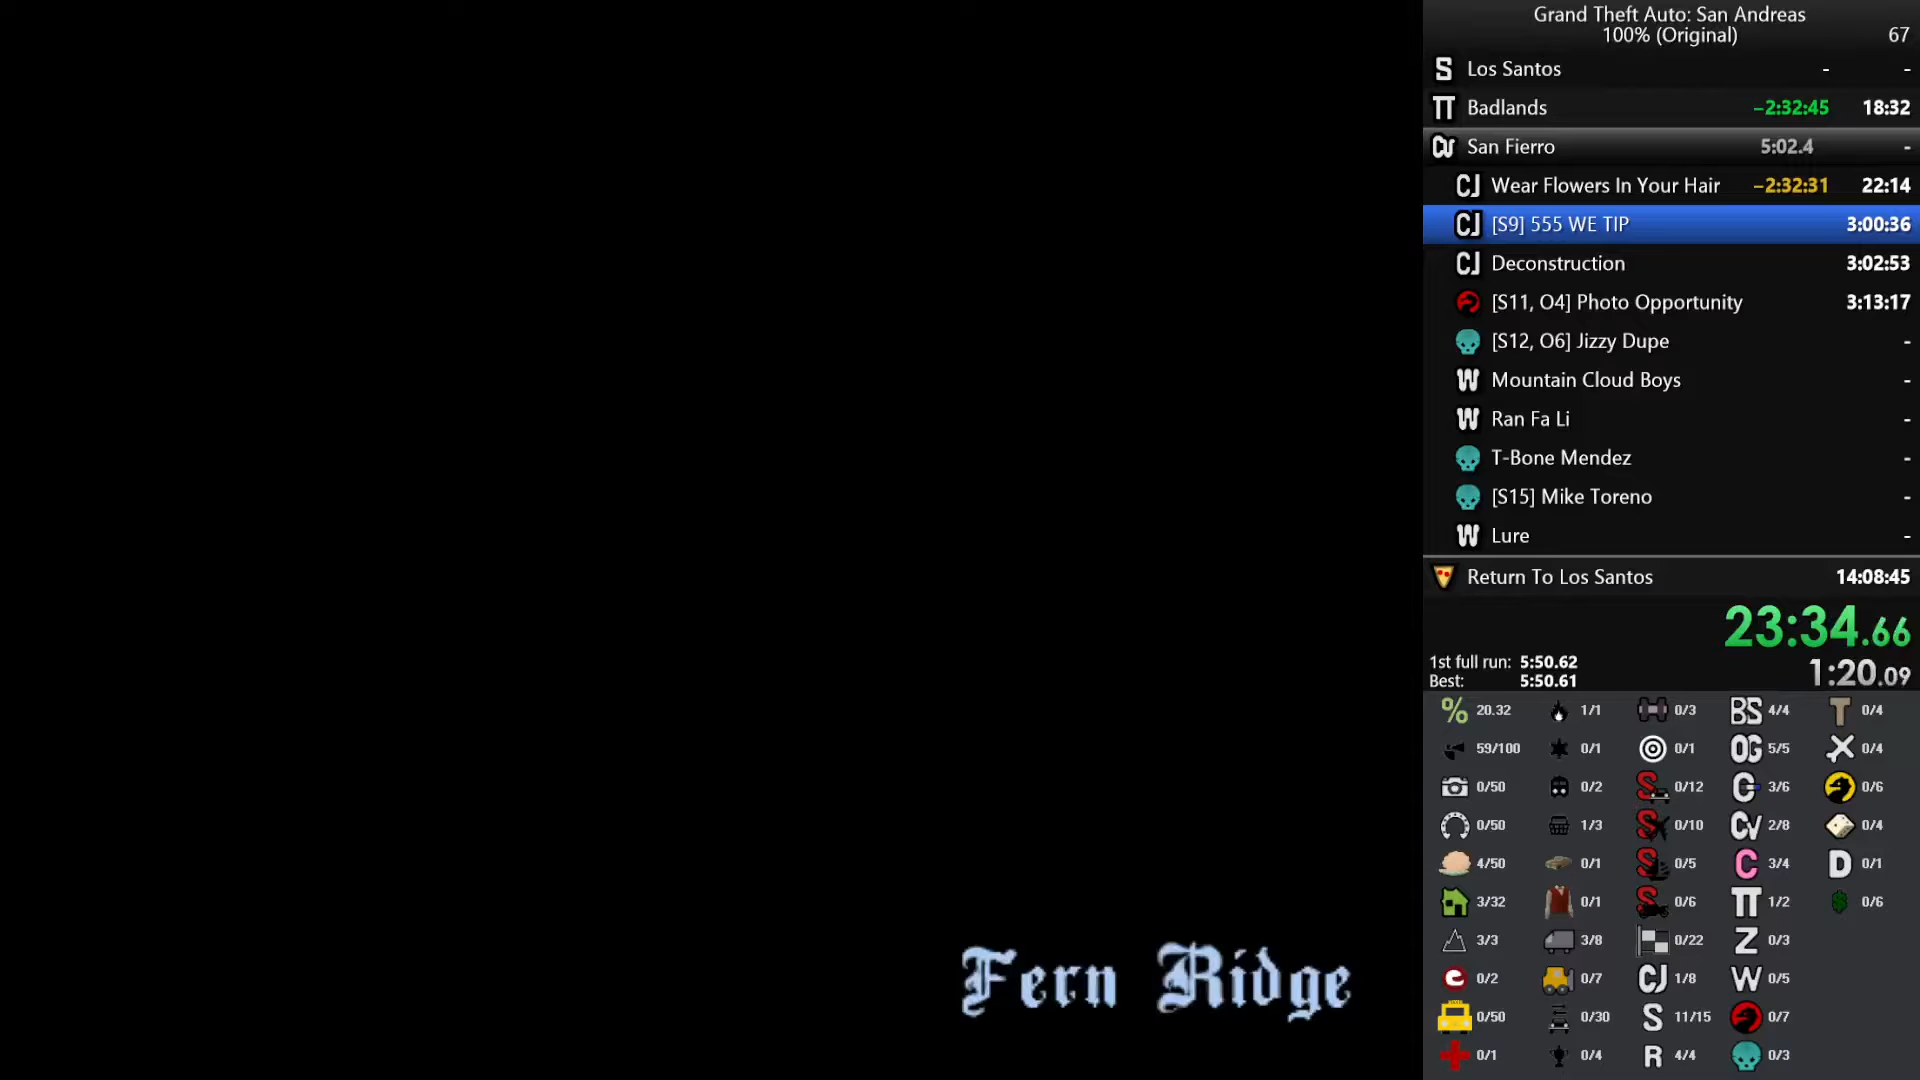 Grand Theft Auto: San Andreas
100% (Original) 67
Los Santos - -
Badlands −2:32:45 18:32
San Fierro 5:02.4 -
CJ Wear Flowers In Your Hair −2:32:31 22:14
CJ [S9] 555 WE TIP 3:00:36
CJ Deconstruction 3:02:53
[S11, O4] Photo Opportunity 3:13:17
[S12, O6] Jizzy Dupe -
W Mountain Cloud Boys -
W Ran Fa Li -
T-Bone Mendez -
[S15] Mike Toreno -
W Lure -
Return To Los Santos 14:08:45
23:34.66
1st full run: 5:50.62
Best: 5:50.61
1:20.09
% 20.32 1/1 0/3 BS 4/4 T 0/4
59/100 0/1 0/1 OG 5/5 0/4
0/50 0/2 S 0/12 C 3/6 0/6
0/50 1/3 S 0/10 CV 2/8 0/4
4/50 0/1 S 0/5 C 3/4 D 0/1
3/32 0/1 S 0/6 1/2 $ 0/6
3/3 3/8 0/22 Z 0/3
0/2 0/7 CJ 1/8 W 0/5
0/50 0/30 S 11/15 0/7
0/1 0/4 R 4/4 0/3
Fern Ridge